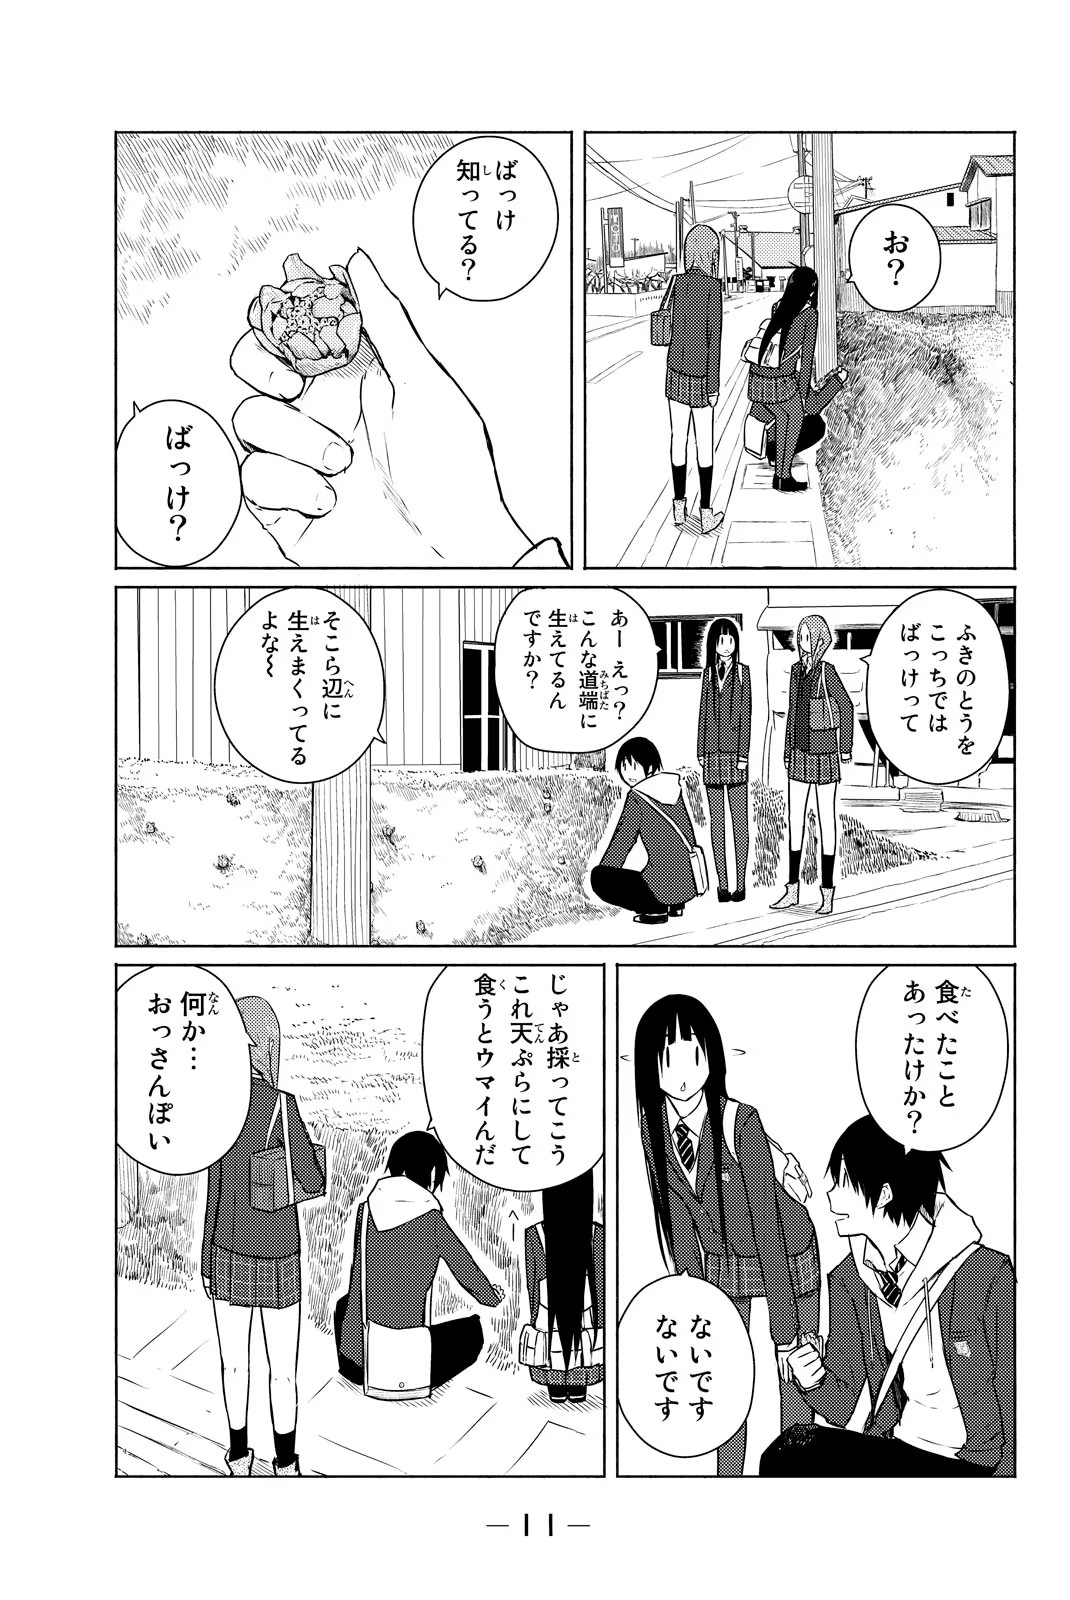 お?
ばっけ
知ってる?
ばっけ?
ふきのとうを
こっちでは
ばっけって
あー えっ?
こんな道端に
生えてるん
ですか?
そこら辺に
生えまくってる
よな〜
食べたこと
あったけか?
ないです
ないです
じゃあ採ってこう
これ天ぷらにして
食うとウマイんだ
何か…
おっさんぽい
— 11 —